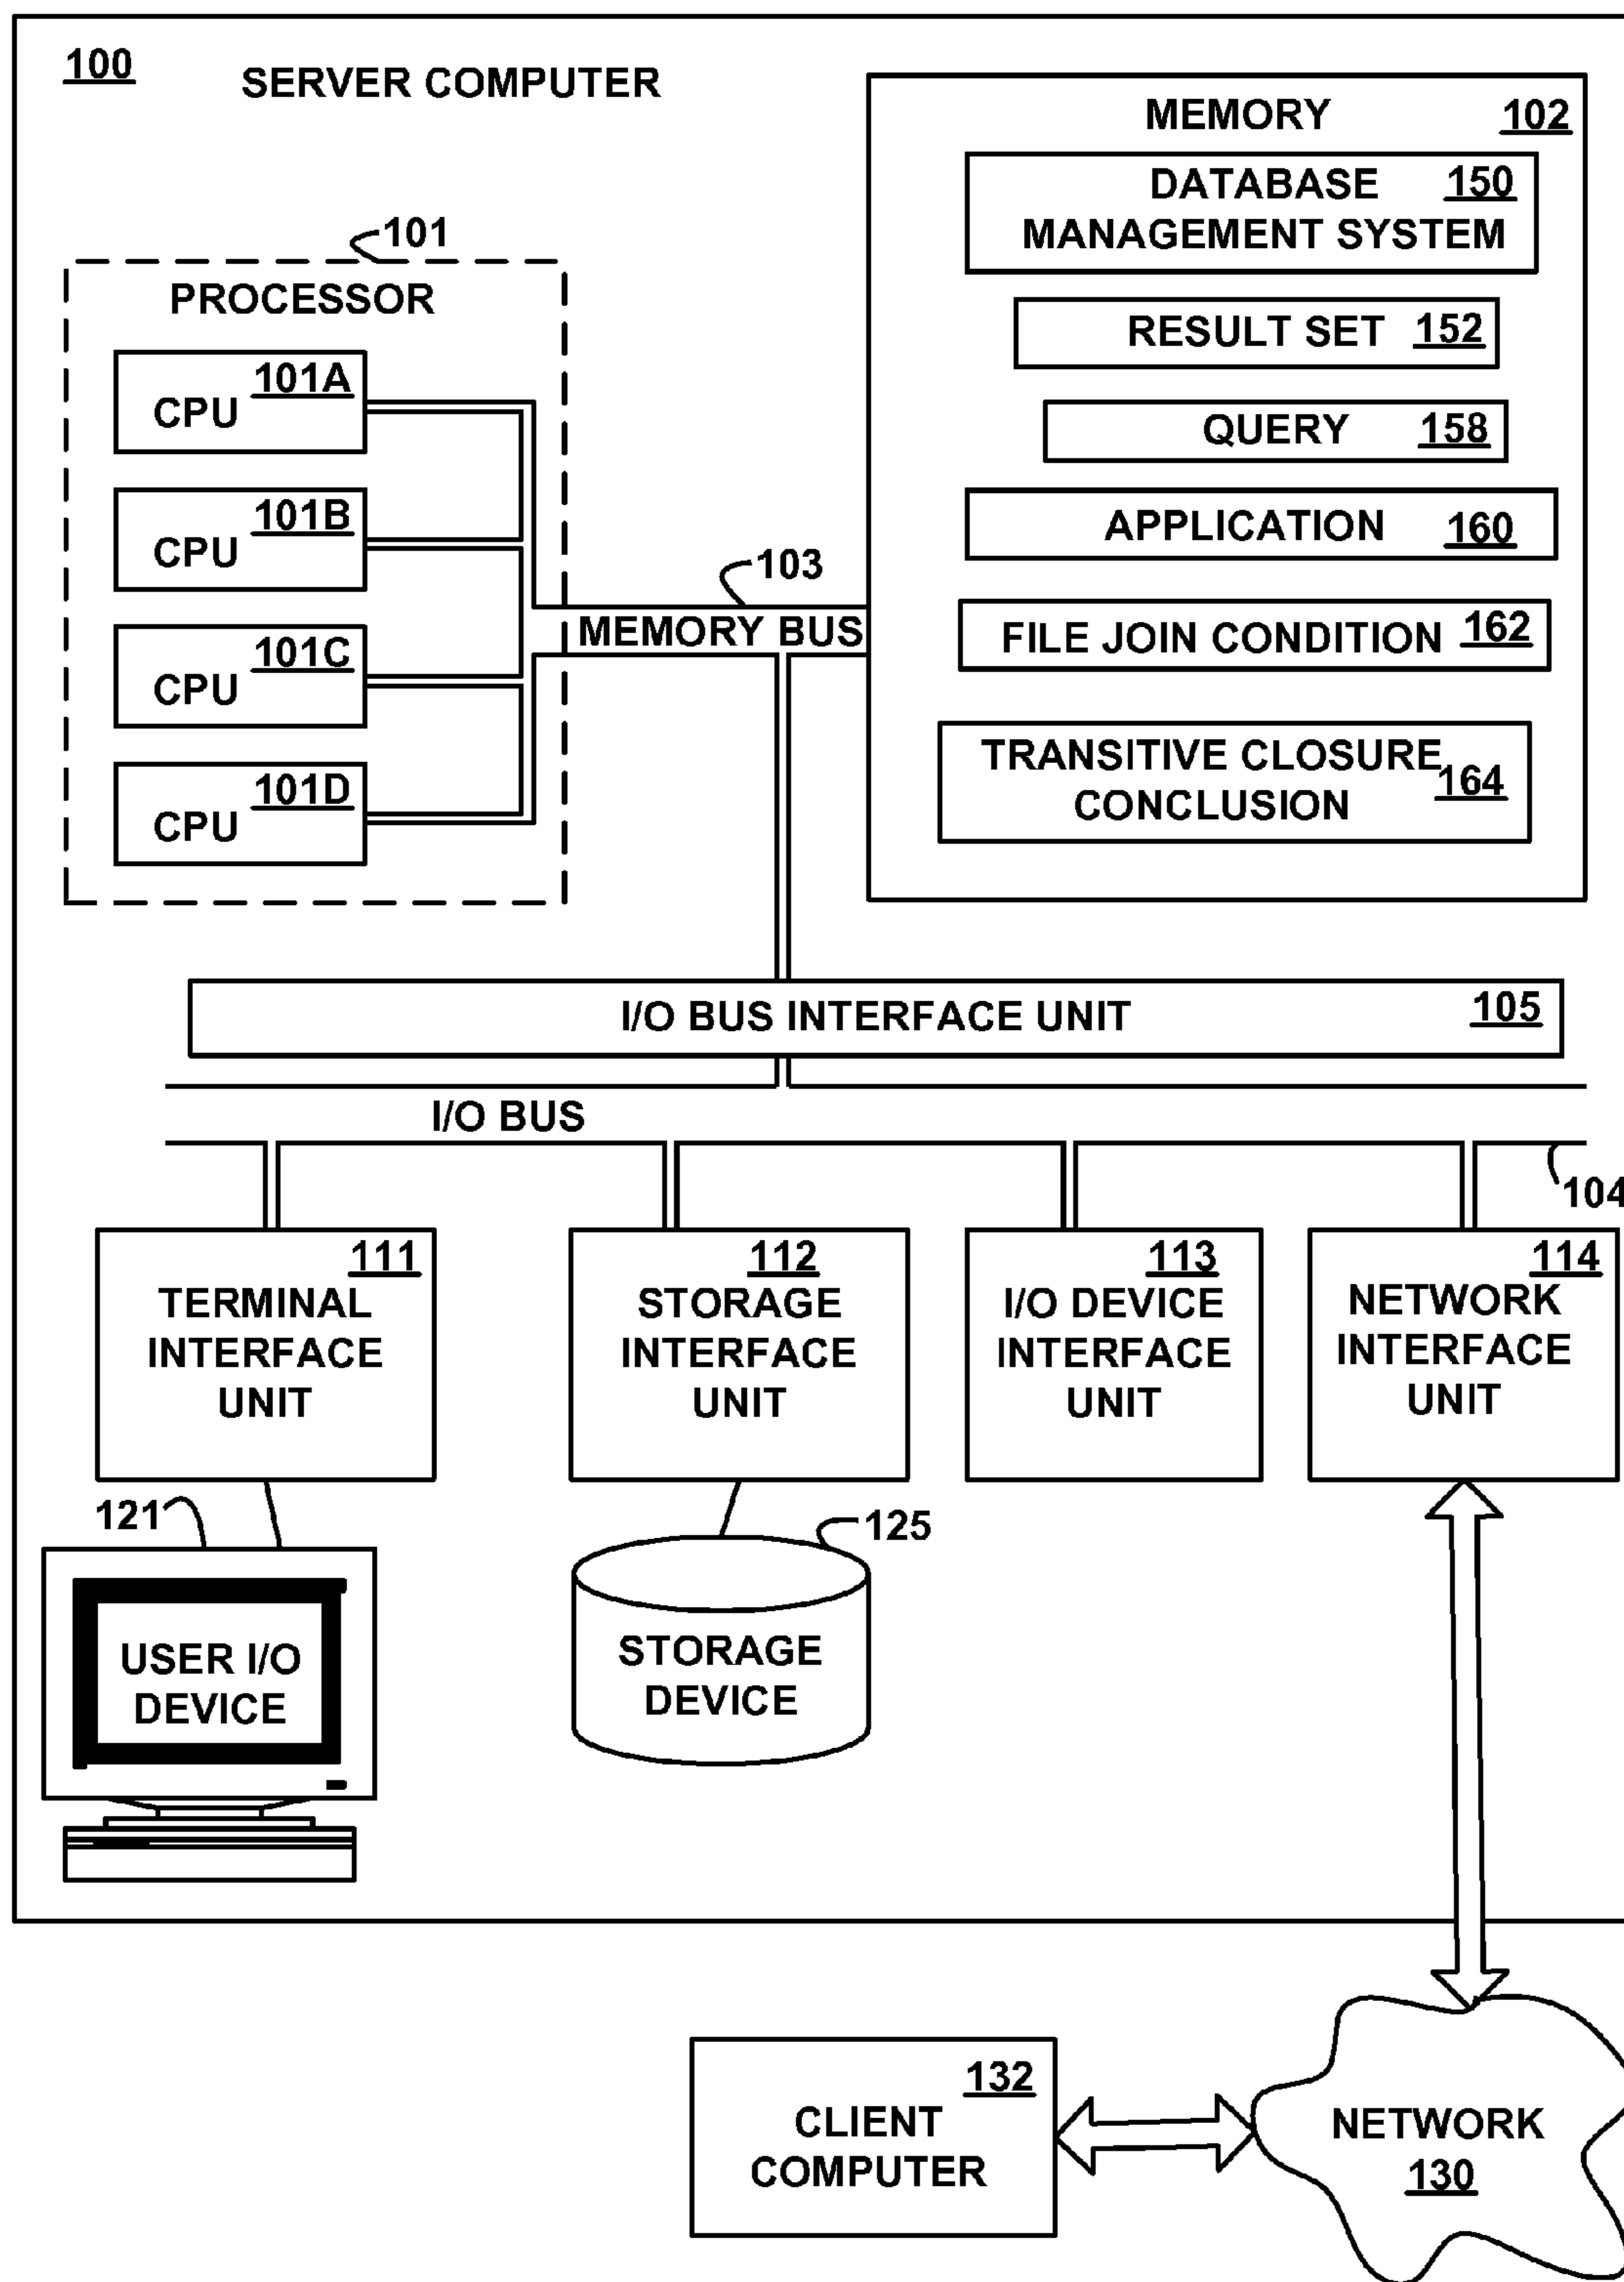 100
SERVER COMPUTER
MEMORY 102
DATABASE 150
MANAGEMENT SYSTEM
RESULT SET 152
QUERY 158
APPLICATION 160
FILE JOIN CONDITION 162
TRANSITIVE CLOSURE
CONCLUSION 164
101
PROCESSOR
101A
CPU
101B
CPU
101C
CPU
101D
CPU
103
MEMORY BUS
I/O BUS INTERFACE UNIT 105
I/O BUS
104
111
TERMINAL
INTERFACE
UNIT
112
STORAGE
INTERFACE
UNIT
113
I/O DEVICE
INTERFACE
UNIT
114
NETWORK
INTERFACE
UNIT
121
USER I/O
DEVICE
125
STORAGE
DEVICE
132
CLIENT
COMPUTER
NETWORK
130